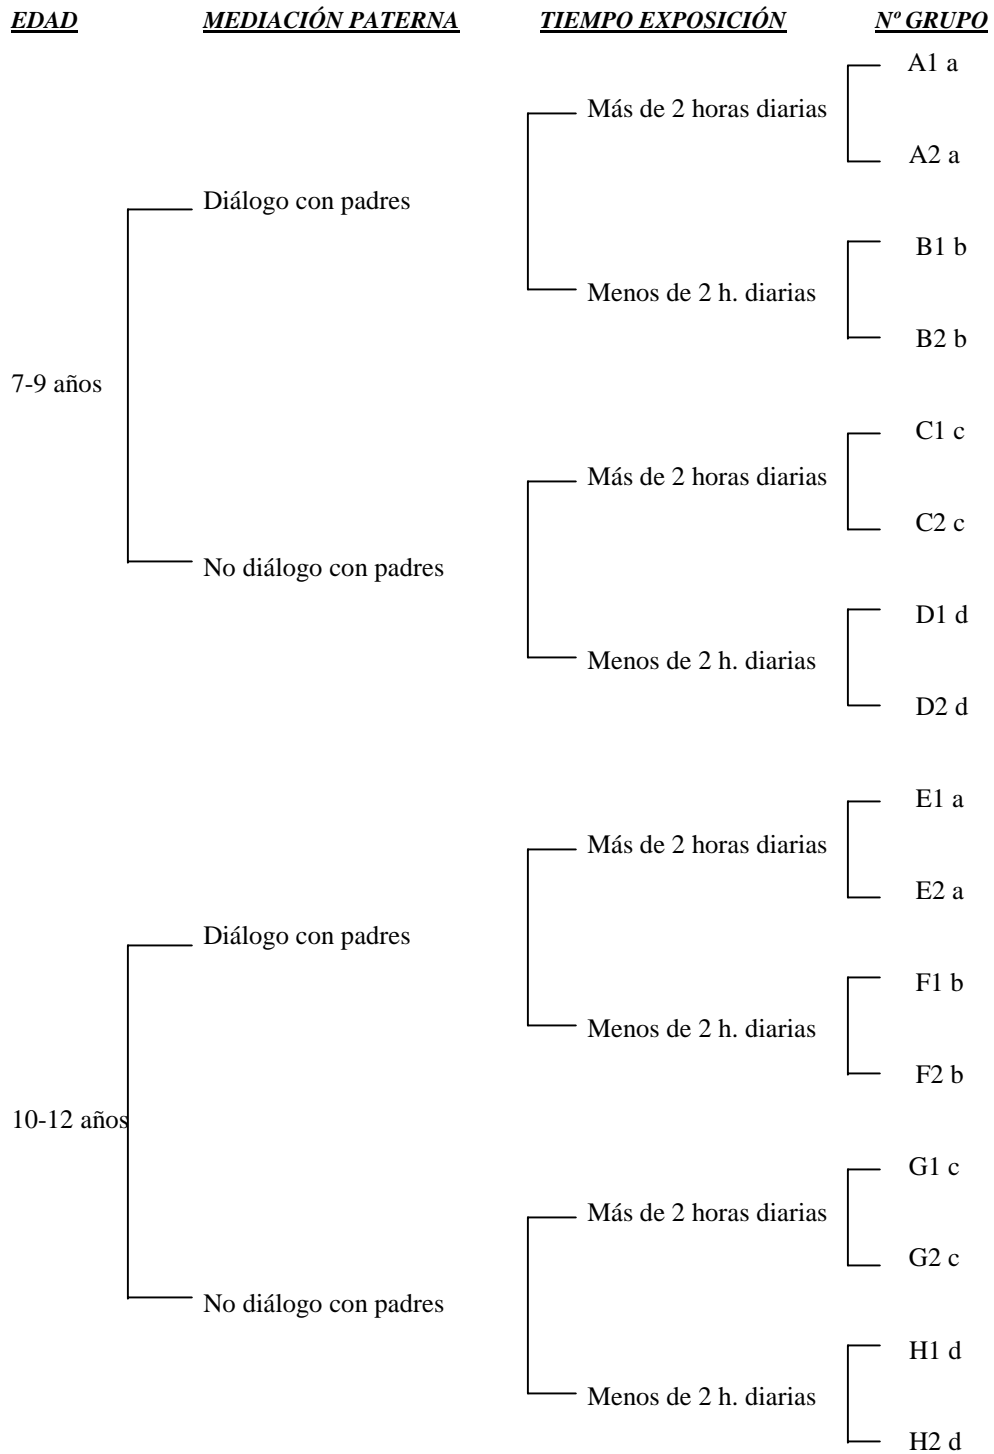 EDAD MEDIACIÓN PATERNA TIEMPO EXPOSICIÓN Nº GRUPO
A1 a
Más de 2 horas diarias
A2 a
Diálogo con padres
B1 b
Menos de 2 h. diarias
B2 b
7-9 años
C1 c
Más de 2 horas diarias
C2 c
No diálogo con padres
D1 d
Menos de 2 h. diarias
D2 d
E1 a
Más de 2 horas diarias
E2 a
Diálogo con padres
F1 b
Menos de 2 h. diarias
F2 b
10-12 años
G1 c
Más de 2 horas diarias
G2 c
No diálogo con padres
H1 d
Menos de 2 h. diarias
H2 d